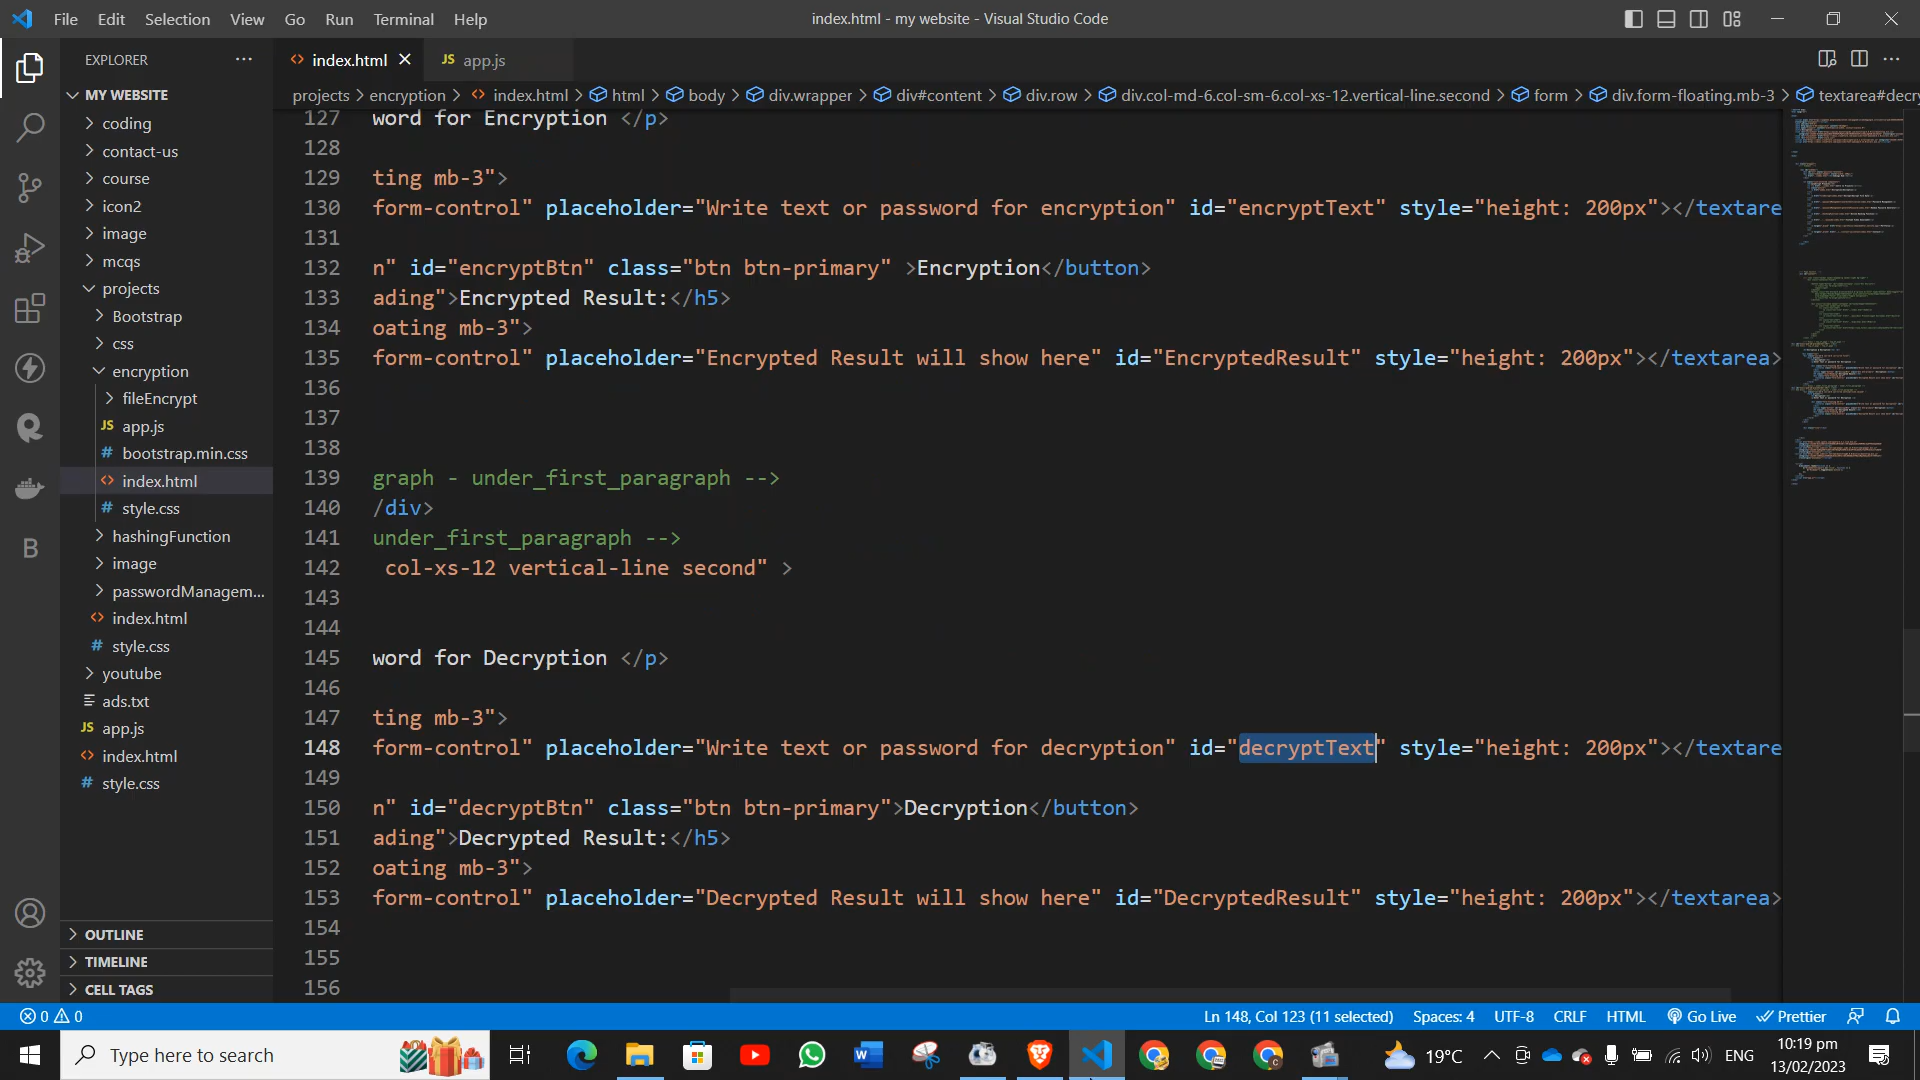 File Edit Selection View Go Run Terminal Help
index.html - my website - Visual Studio Code
EXPLORER
MY WEBSITE
coding
contact-us
course
icon2
image
mcqs
projects
Bootstrap
css
encryption
fileEncrypt
JS app.js
# bootstrap.min.css
<> index.html
# style.css
hashingFunction
image
passwordManagem...
<> index.html
# style.css
youtube
ads.txt
JS app.js
<> index.html
# style.css
OUTLINE
TIMELINE
CELL TAGS
<> index.html
JS app.js
projects > encryption > <> index.html > html > body > div.wrapper > div#content > div.row > div.col-md-6.col-sm-6.col-xs-12.vertical-line.second > form > div.form-floating.mb-3 > textarea#decry
127 word for Encryption </p>
128
129 ting mb-3">
130 form-control" placeholder="Write text or password for encryption" id="encryptText" style="height: 200px"></textare
131
132 n" id="encryptBtn" class="btn btn-primary" >Encryption</button>
133 ading">Encrypted Result:</h5>
134 oating mb-3">
135 form-control" placeholder="Encrypted Result will show here" id="EncryptedResult" style="height: 200px"></textarea>
136
137
138
139 graph - under_first_paragraph -->
140 /div>
141 under_first_paragraph -->
142 col-xs-12 vertical-line second" >
143
144
145 word for Decryption </p>
146
147 ting mb-3">
148 form-control" placeholder="Write text or password for decryption" id="decryptText" style="height: 200px"></textare
149
150 n" id="decryptBtn" class="btn btn-primary">Decryption</button>
151 ading">Decrypted Result:</h5>
152 oating mb-3">
153 form-control" placeholder="Decrypted Result will show here" id="DecryptedResult" style="height: 200px"></textarea>
154
155
156
0 0
Ln 148, Col 123 (11 selected) Spaces: 4 UTF-8 CRLF HTML Go Live Prettier
Type here to search
19°C
ENG
10:19 pm
13/02/2023